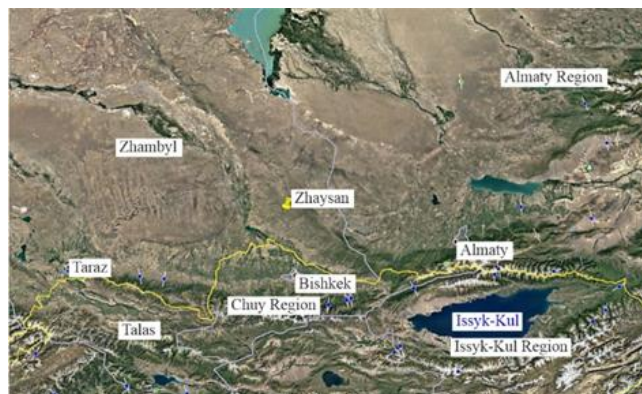 Almaty Region
Zhambyl
Zhaysan
Almaty
Taraz
Bishkek
Chuy Region
Issyk-Kul
Talas
Issyk-Kul Region